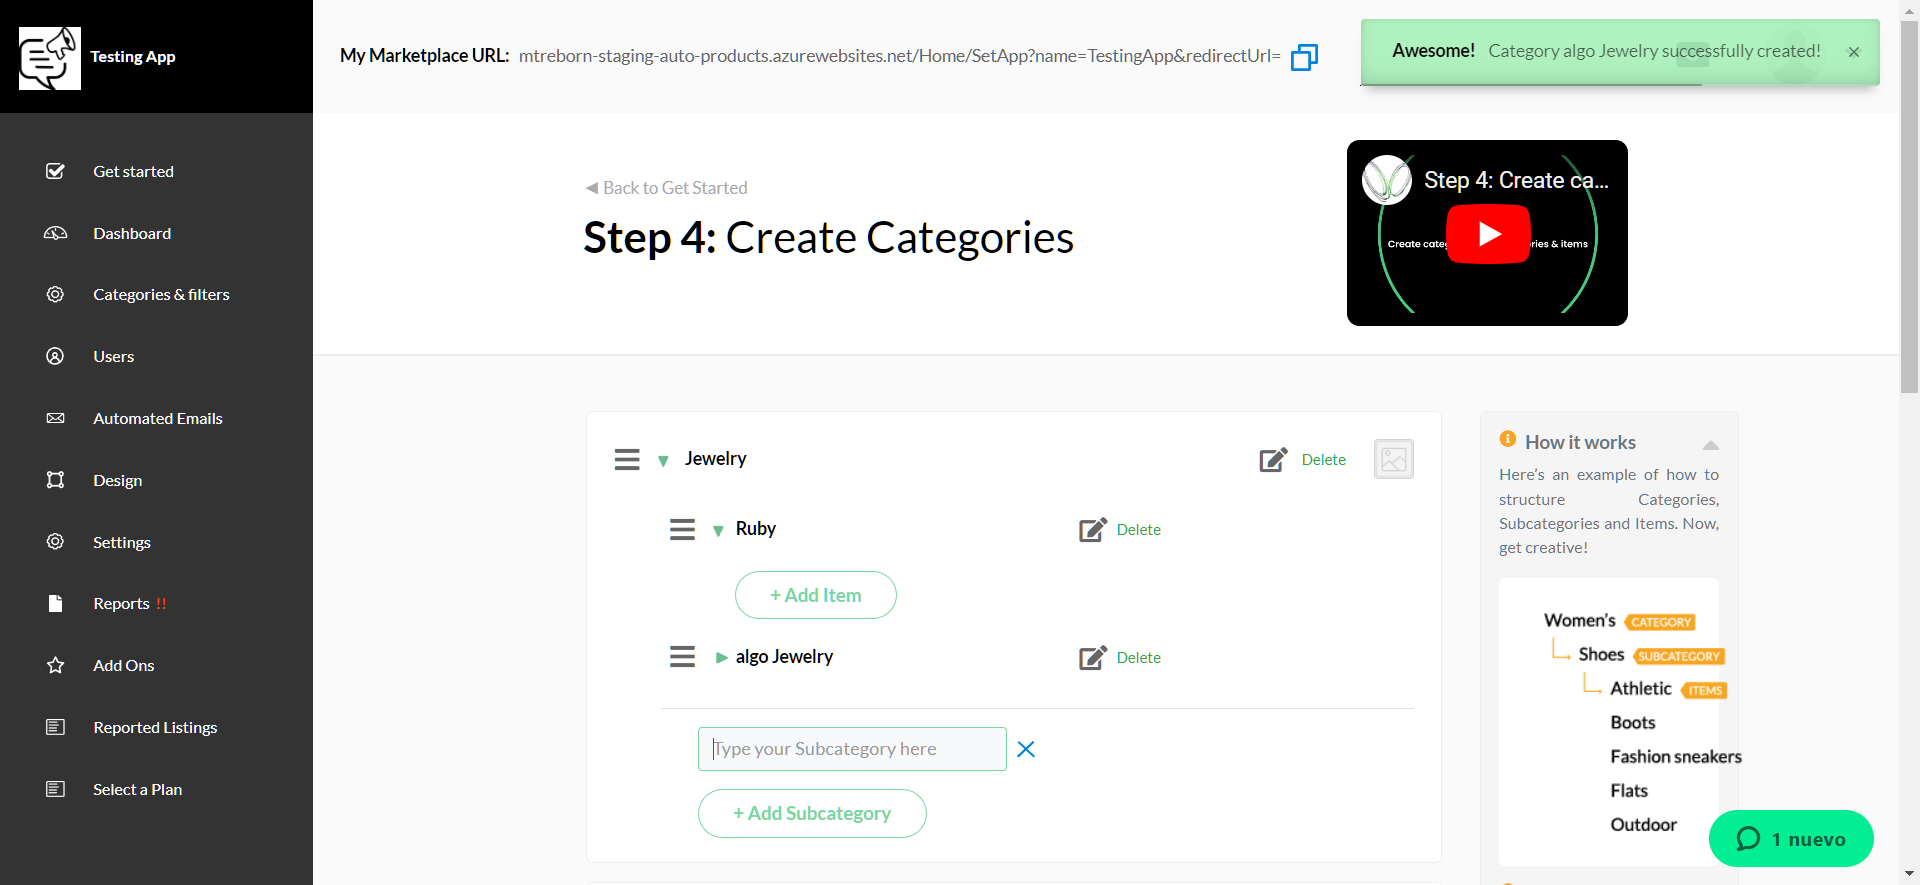 Testing App
My Marketplace URL: mtreborn-staging-auto-products.azurewebsites.net/Home/SetApp?name=TestingApp&redirectUrl=
Awesome! Category algo Jewelry successfully created! ×
Get started
Dashboard
Categories & filters
Users
Automated Emails
Design
Settings
Reports !!
Add Ons
Reported Listings
Select a Plan
◄ Back to Get Started
Step 4: Create Categories
Step 4: Create ca...
Jewelry
Delete
Ruby
Delete
+ Add Item
algo Jewelry
Delete
Type your Subcategory here
+ Add Subcategory
How it works
Here's an example of how to
structure Categories,
Subcategories and Items. Now,
get creative!
Women's CATEGORY
Shoes SUBCATEGORY
Athletic ITEMS
Boots
Fashion sneakers
Flats
Outdoor
1 nuevo